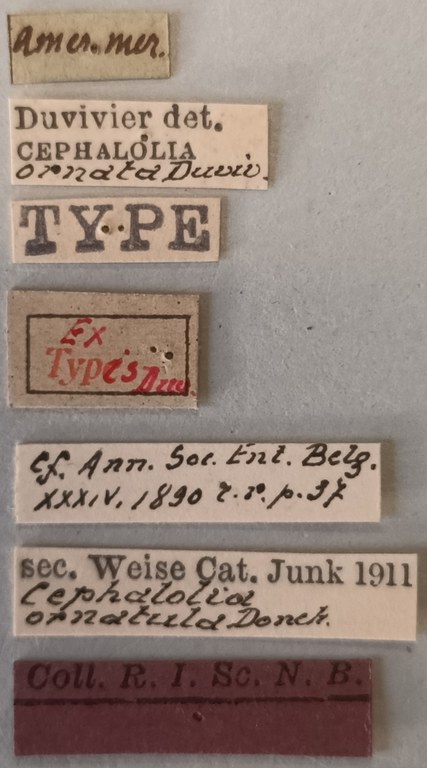 Amer. mer.
Duvivier det.
CEPHALOLIA
ornata Duviv.
TYPE
Ex
Typis Duv
cf. Ann. Soc. Ent. Belg.
XXXIV. 1890 c.r. p. 37
sec. Weise Cat. Junk 1911
Cephalolia
ornatula Donck.
Coll. R. I. Sc. N. B.